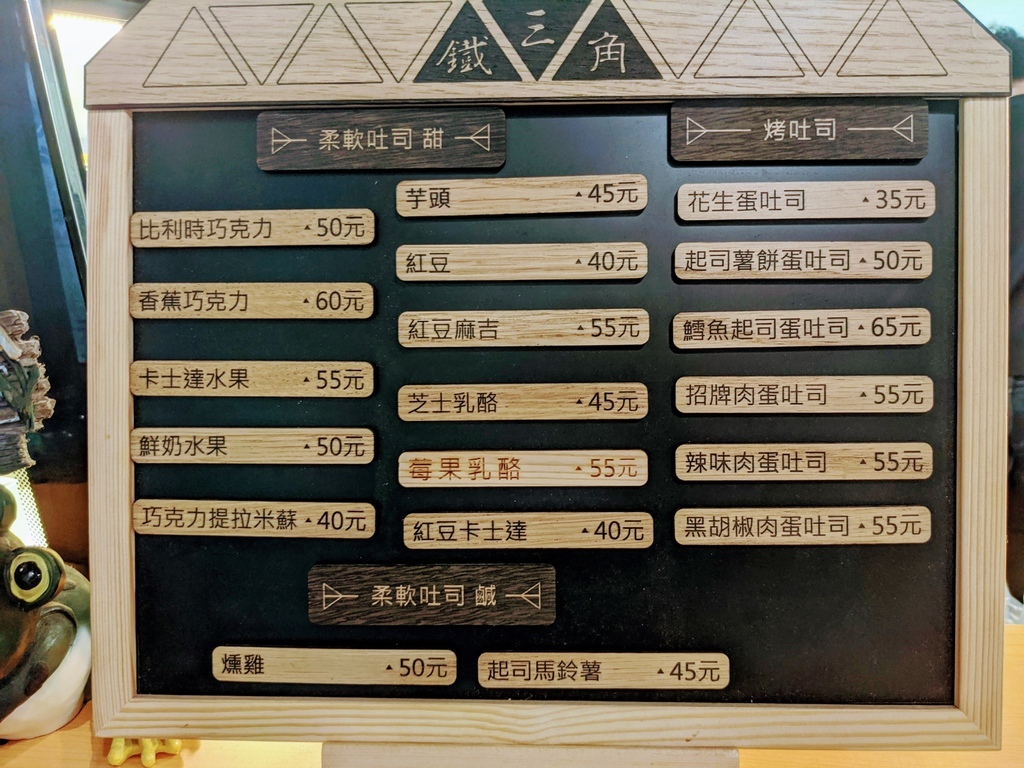 鐵三角
柔軟吐司 甜
比利時巧克力 ▲50元
香蕉巧克力 ▲60元
卡士達水果 ▲55元
鮮奶水果 ▲50元
巧克力提拉米蘇 ▲40元
芋頭 ▲45元
紅豆 ▲40元
紅豆麻吉 ▲55元
芝士乳酪 ▲45元
莓果乳酪 ▲55元
紅豆卡士達 ▲40元
柔軟吐司 鹹
燻雞 ▲50元
起司馬鈴薯 ▲45元
烤吐司
花生蛋吐司 ▲35元
起司薯餅蛋吐司 ▲50元
鱈魚起司蛋吐司 ▲65元
招牌肉蛋吐司 ▲55元
辣味肉蛋吐司 ▲55元
黑胡椒肉蛋吐司 ▲55元